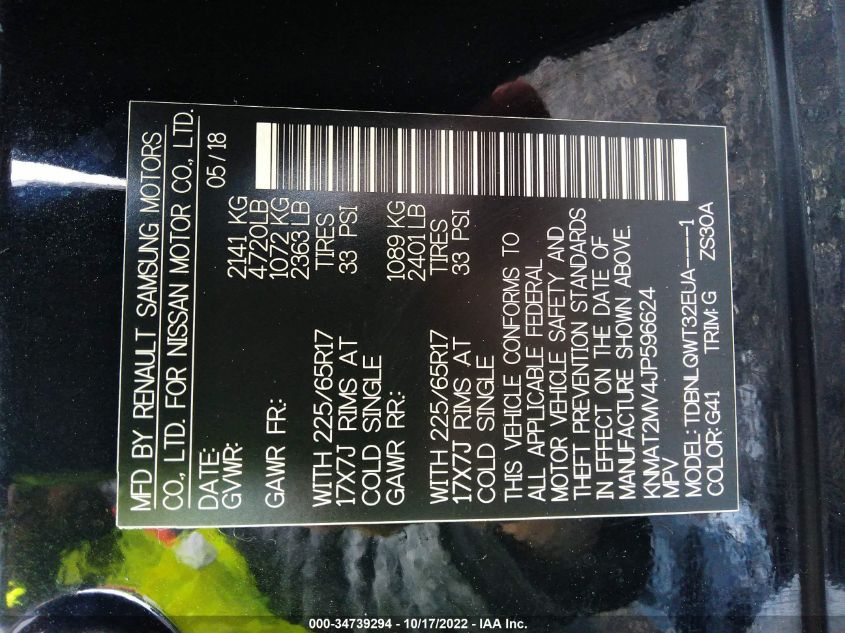 MFD BY RENAULT SAMSUNG MOTORS
CO., LTD. FOR NISSAN MOTOR CO., LTD.
DATE: 05/18
GVWR: 2141 KG
4720LB
GAWR FR: 1072 KG
2363 LB
WITH 225/65R17 TIRES
17X7J RIMS AT 33 PSI
COLD SINGLE
GAWR RR: 1089 KG
2401LB
WITH 225/65R17 TIRES
17X7J RIMS AT 33 PSI
COLD SINGLE
THIS VEHICLE CONFORMS TO
ALL APPLICABLE FEDERAL
MOTOR VEHICLE SAFETY AND
THEFT PREVENTION STANDARDS
IN EFFECT ON THE DATE OF
MANUFACTURE SHOWN ABOVE.
KNMAT2MV4JP596624
MPV
MODEL: TDBNLQWT32EUA-----1
COLOR: G41 TRIM: G ZS30A
000-34739294 - 10/17/2022 - IAA Inc.